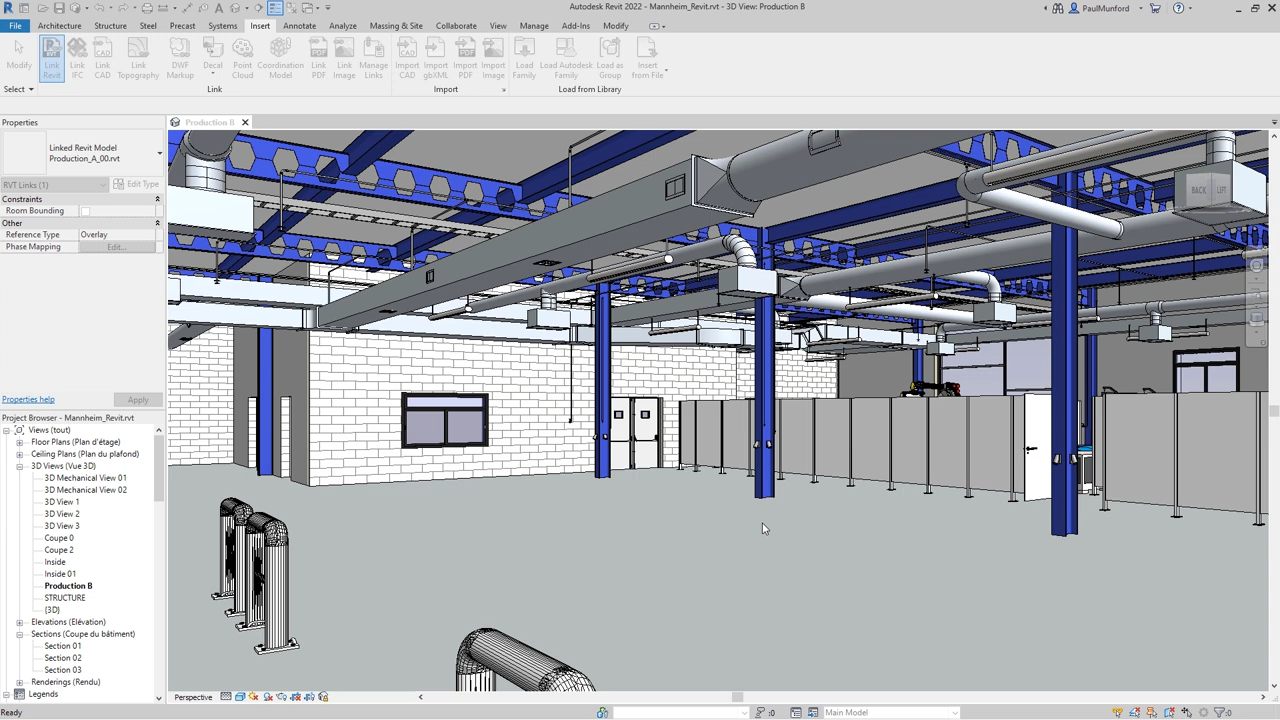 Autodesk Revit 2022 - Mannheim_Revit.rvt - 3D View: Production B
PaulMunford
File
Architecture
Structure
Steel
Precast
Systems
Insert
Annotate
Analyze
Massing & Site
Collaborate
View
Manage
Add-Ins
Modify
Modify
Link Revit
Link IFC
Link CAD
Link Topography
DWF Markup
Decal
Point Cloud
Coordination Model
Link PDF
Link Image
Manage Links
Import CAD
Import gbXML
Import PDF
Import Image
Load Family
Load Autodesk Family
Load as Group
Insert from File
Select
Link
Import
Load from Library
Properties
Production B
Linked Revit Model
Production_A_00.rvt
RVT Links (1)
Edit Type
Constraints
Room Bounding
Other
Reference Type Overlay
Phase Mapping Edit...
Properties help
Apply
Project Browser - Mannheim_Revit.rvt
Views (tout)
Floor Plans (Plan d'étage)
Ceiling Plans (Plan du plafond)
3D Views (Vue 3D)
3D Mechanical View 01
3D Mechanical View 02
3D View 1
3D View 2
3D View 3
Coupe 0
Coupe 2
Inside
Inside 01
Production B
STRUCTURE
{3D}
Elevations (Elévation)
Sections (Coupe du bâtiment)
Section 01
Section 02
Section 03
Renderings (Rendu)
Legends
BACK
LEFT
Perspective
Ready
:0
Main Model
:0